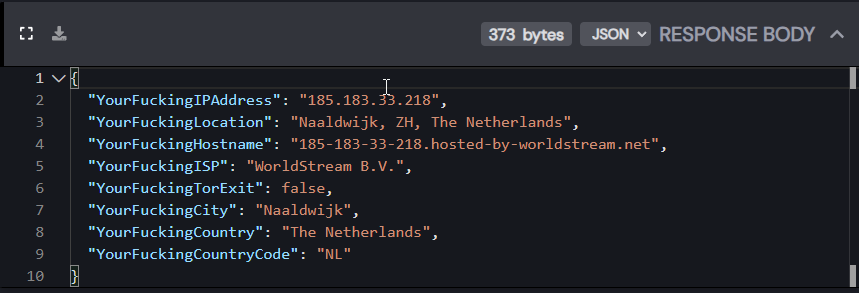 373 bytes JSON RESPONSE BODY
1 {
2 "YourFuckingIPAddress": "185.183.33.218",
3 "YourFuckingLocation": "Naaldwijk, ZH, The Netherlands",
4 "YourFuckingHostname": "185-183-33-218.hosted-by-worldstream.net",
5 "YourFuckingISP": "WorldStream B.V.",
6 "YourFuckingTorExit": false,
7 "YourFuckingCity": "Naaldwijk",
8 "YourFuckingCountry": "The Netherlands",
9 "YourFuckingCountryCode": "NL"
10 }